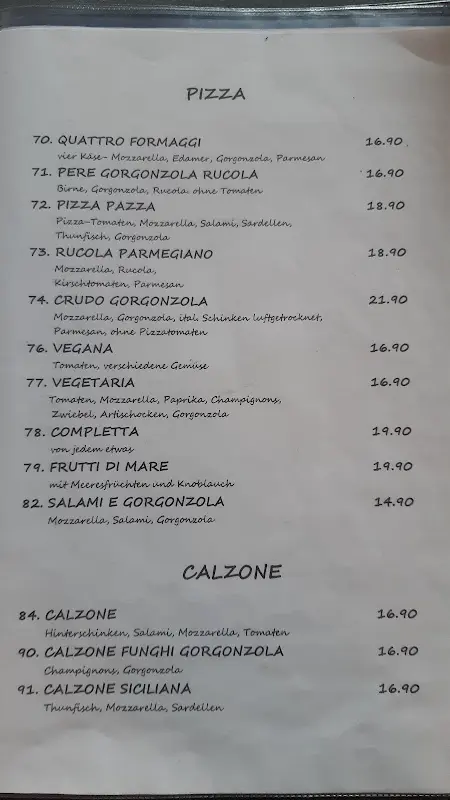 PIZZA
70. QUATTRO FORMAGGI 16.90
vier Käse- Mozzarella, Edamer, Gorgonzola, Parmesan
71. PERE GORGONZOLA RUCOLA 16.90
Birne, Gorgonzola, Rucola. ohne Tomaten
72. PIZZA PAZZA 18.90
Pizza-Tomaten, Mozzarella, Salami, Sardellen,
Thunfisch, Gorgonzola
73. RUCOLA PARMEGIANO 18.90
Mozzarella, Rucola,
Kirschtomaten, Parmesan
74. CRUDO GORGONZOLA 21.90
Mozzarella, Gorgonzola, ital. Schinken luftgetrocknet,
Parmesan, ohne Pizzatomaten
76. VEGANA 16.90
Tomaten, verschiedene Gemüse
77. VEGETARIA 16.90
Tomaten, Mozzarella, Paprika, Champignons,
Zwiebel, Artischocken, Gorgonzola
78. COMPLETTA 19.90
von jedem etwas
79. FRUTTI DI MARE 19.90
mit Meeresfrüchten und Knoblauch
82. SALAMI E GORGONZOLA 14.90
Mozzarella, Salami, Gorgonzola
CALZONE
84. CALZONE 16.90
Hinterschinken, Salami, Mozzarella, Tomaten
90. CALZONE FUNGHI GORGONZOLA 16.90
Champignons, Gorgonzola
91. CALZONE SICILIANA 16.90
Thunfisch, Mozzarella, Sardellen